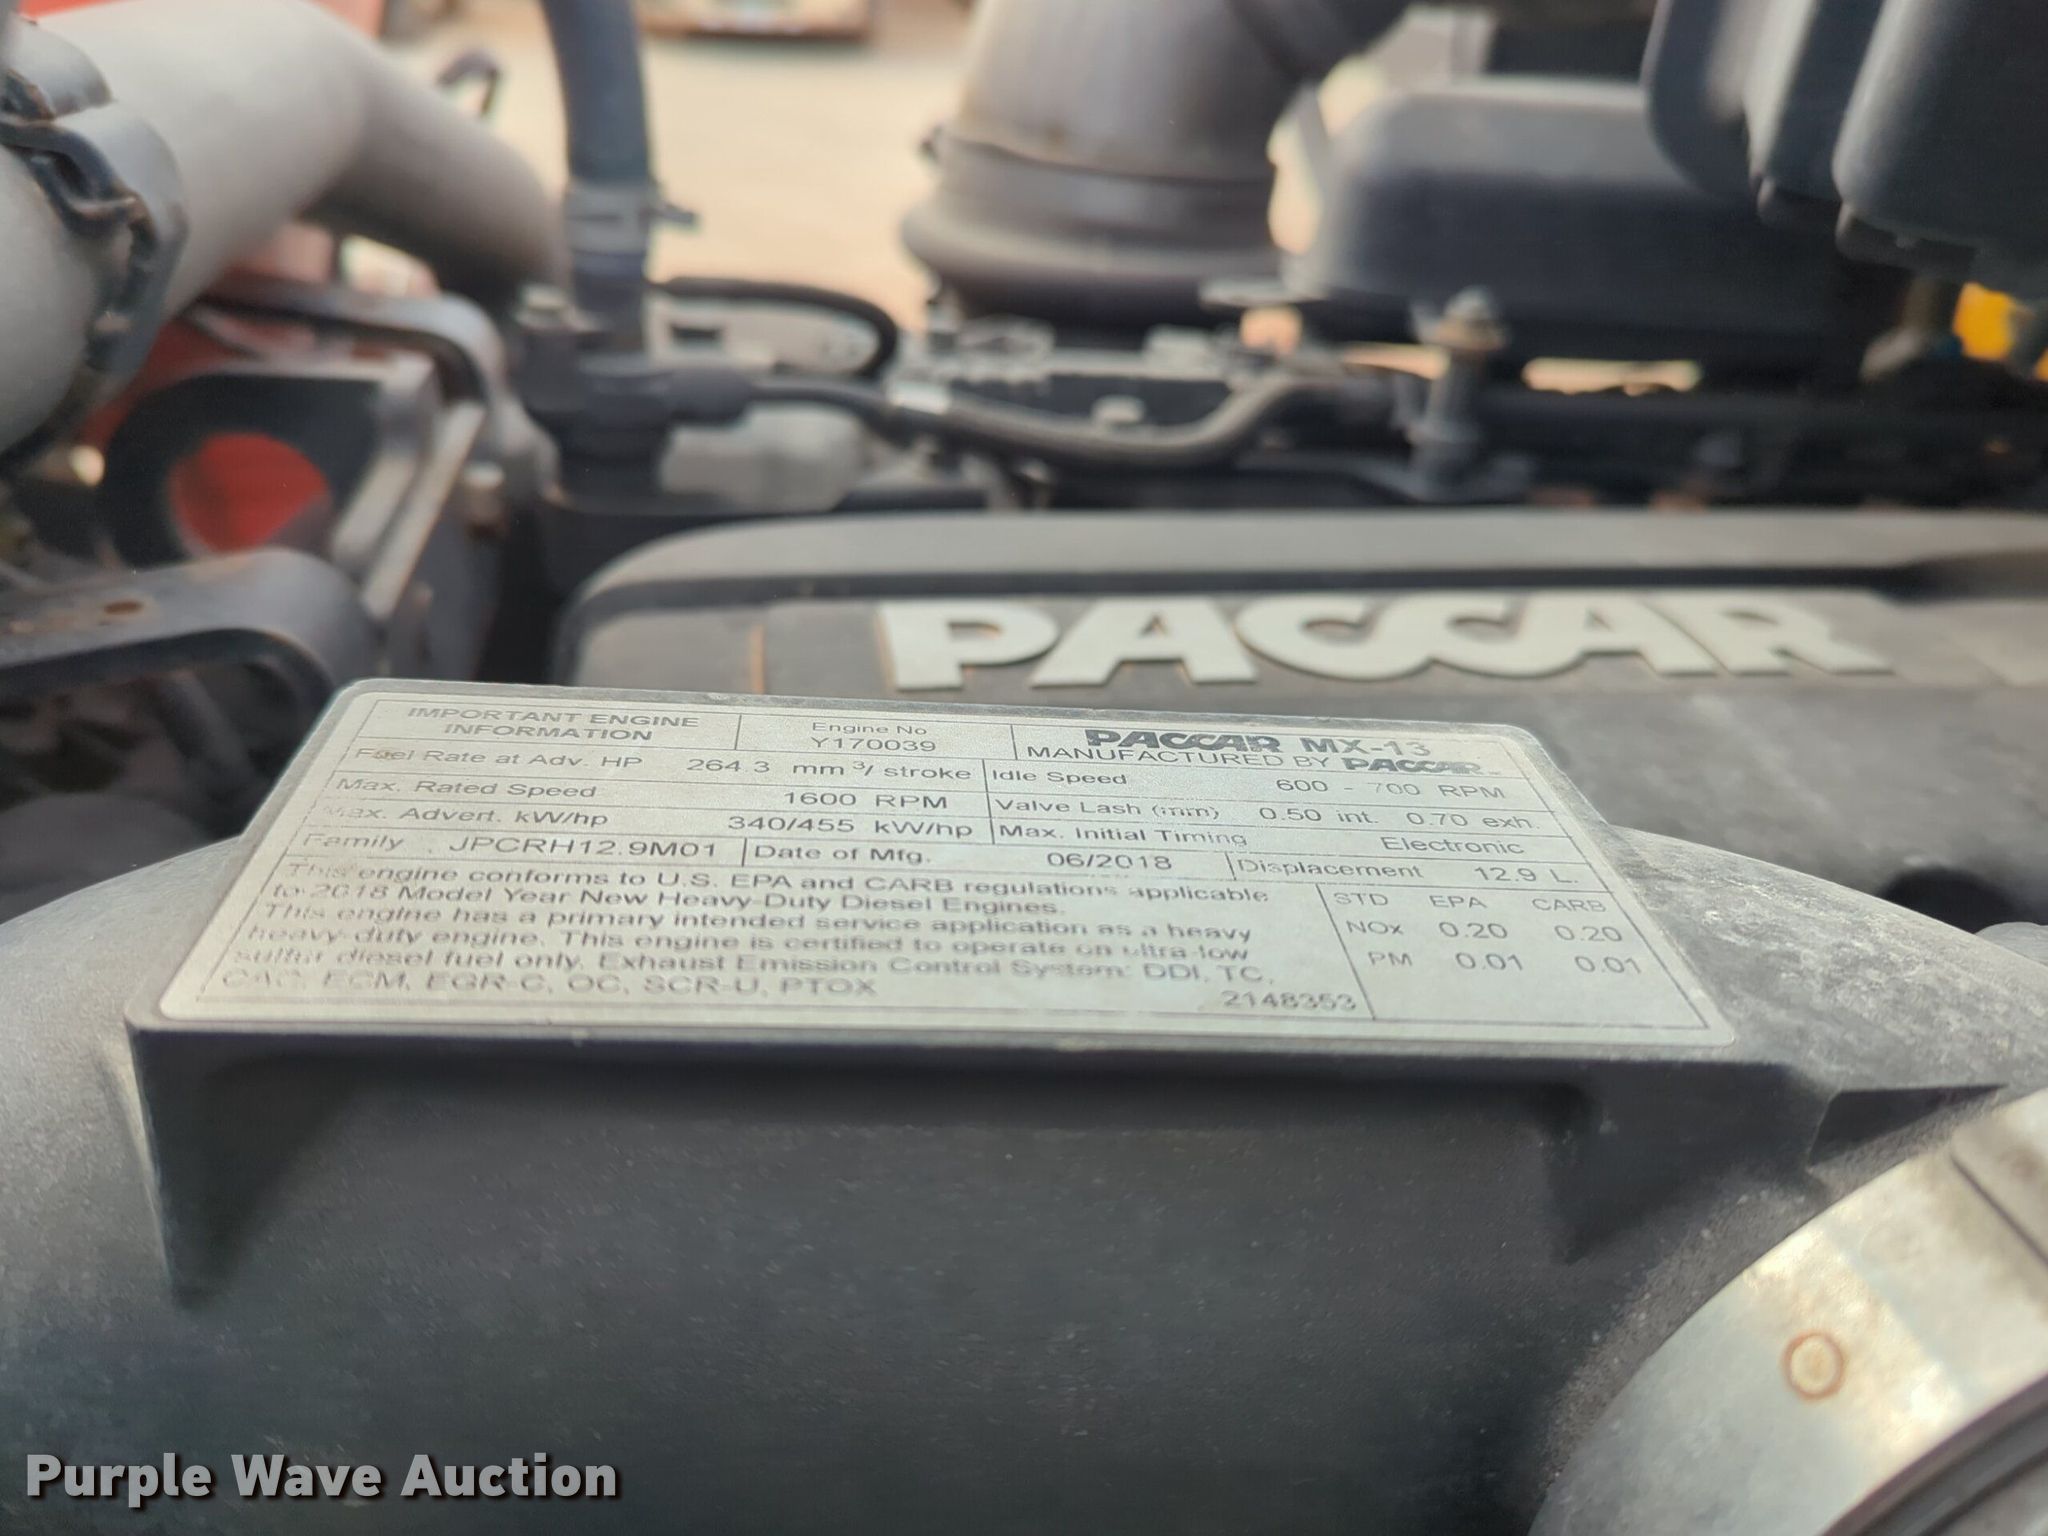 PACCAR
IMPORTANT ENGINE
INFORMATION
Engine No
Y170039
PACCAR MX-13
MANUFACTURED BY PACCAR
Fuel Rate at Adv. HP 264.3 mm³/ stroke
Idle Speed 600 - 700 RPM
Max. Rated Speed 1600 RPM
Valve Lash (mm) 0.50 int. 0.70 exh.
Max. Advert. kW/hp 340/455 kW/hp
Max. Initial Timing Electronic
Family JPCRH12.9M01
Date of Mfg. 06/2018
Displacement 12.9 L.
This engine conforms to U.S. EPA and CARB regulations applicable
to 2018 Model Year New Heavy-Duty Diesel Engines.
This engine has a primary intended service application as a heavy
heavy-duty engine. This engine is certified to operate on ultra-low
sulfur diesel fuel only. Exhaust Emission Control System: DDI, TC,
CAC, ECM, EGR-C, OC, SCR-U, PTOX
2148353
STD EPA CARB
NOx 0.20 0.20
PM 0.01 0.01
Purple Wave Auction